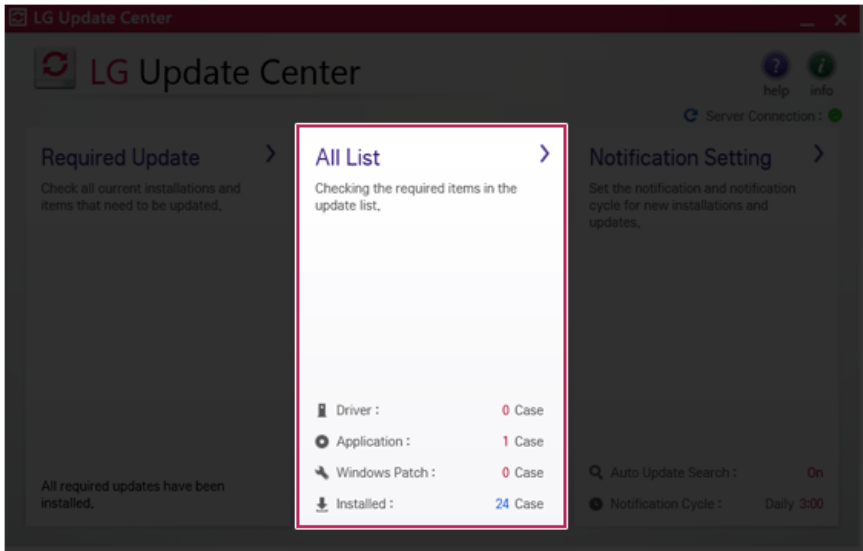 LG Update Center
LG Update Center
help info
Server Connection :
Required Update
Check all current installations and
items that need to be updated.
All required updates have been
installed.
All List
Checking the required items in the
update list.
Driver : 0 Case
Application : 1 Case
Windows Patch : 0 Case
Installed : 24 Case
Notification Setting
Set the notification and notification
cycle for new installations and
updates.
Auto Update Search : On
Notification Cycle : Daily 3:00